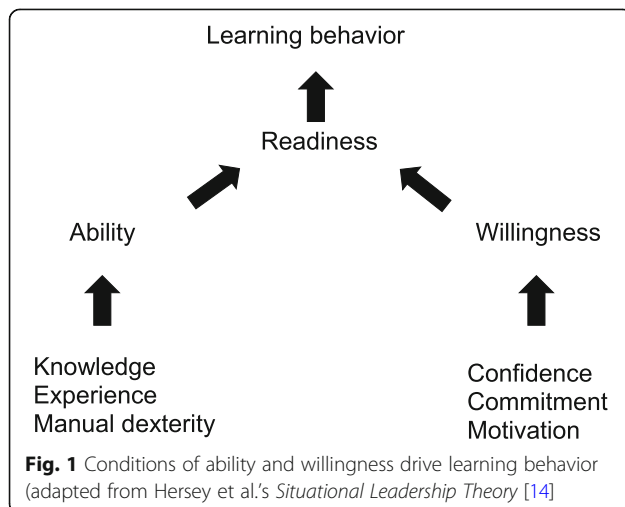 Learning behavior
Readiness
Ability
Willingness
Knowledge
Experience
Manual dexterity
Confidence
Commitment
Motivation
Fig. 1 Conditions of ability and willingness drive learning behavior
(adapted from Hersey et al.'s Situational Leadership Theory [14]